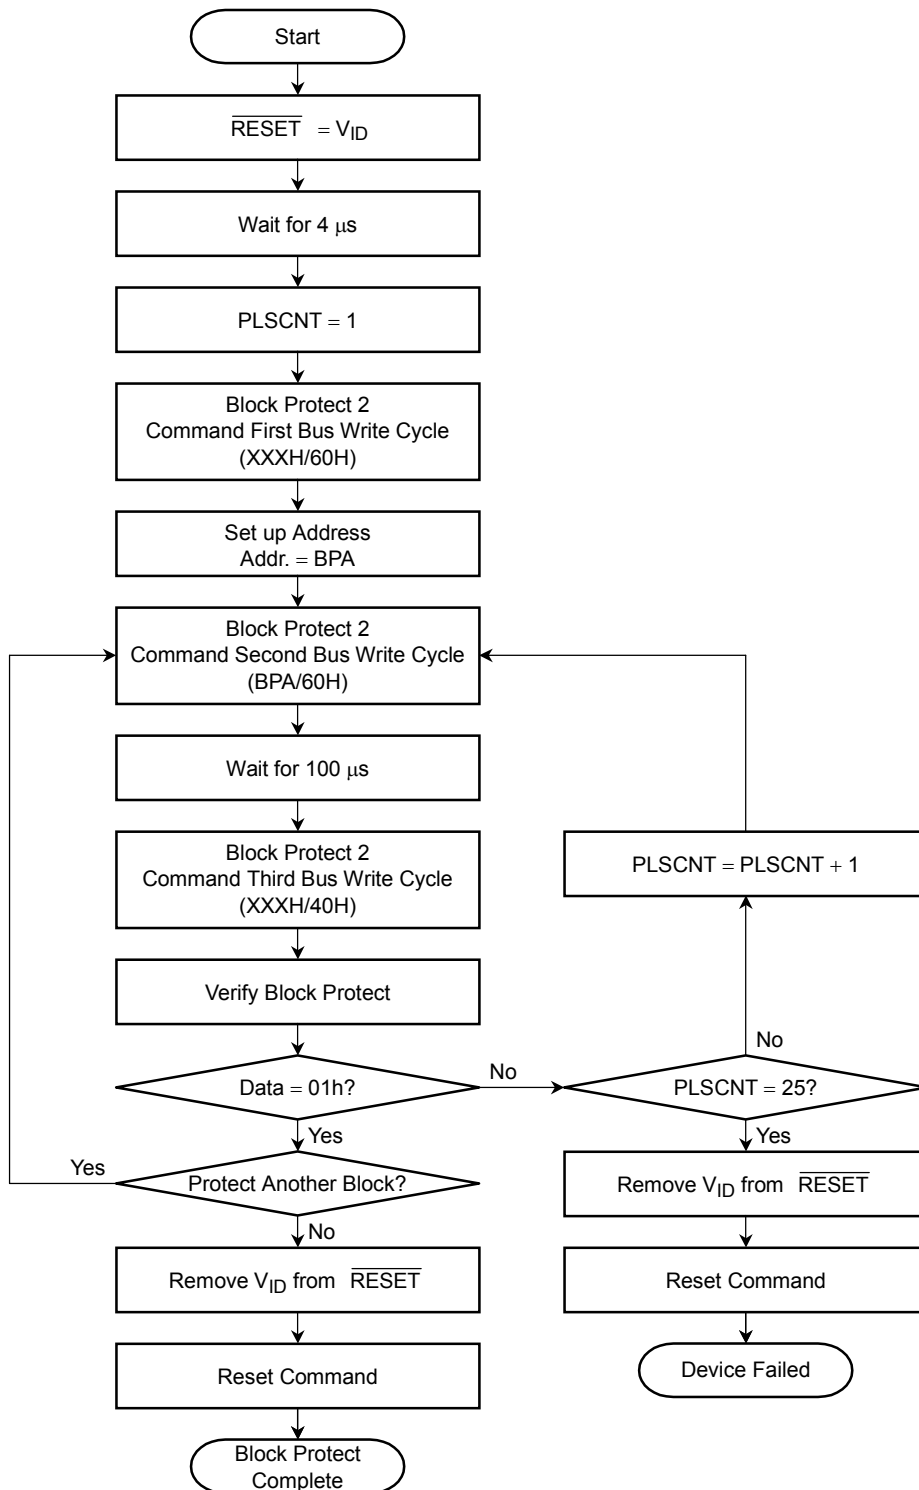 Start
RESET = VID
Wait for 4 μs
PLSCNT = 1
Block Protect 2
Command First Bus Write Cycle
(XXXH/60H)
Set up Address
Addr. = BPA
Block Protect 2
Command Second Bus Write Cycle
(BPA/60H)
Wait for 100 μs
Block Protect 2
Command Third Bus Write Cycle
(XXXH/40H)
PLSCNT = PLSCNT + 1
Verify Block Protect
No
Data = 01h?
No
PLSCNT = 25?
Yes
Yes
Yes
Protect Another Block?
Remove VID from RESET
No
Remove VID from RESET
Reset Command
Reset Command
Device Failed
Block Protect
Complete